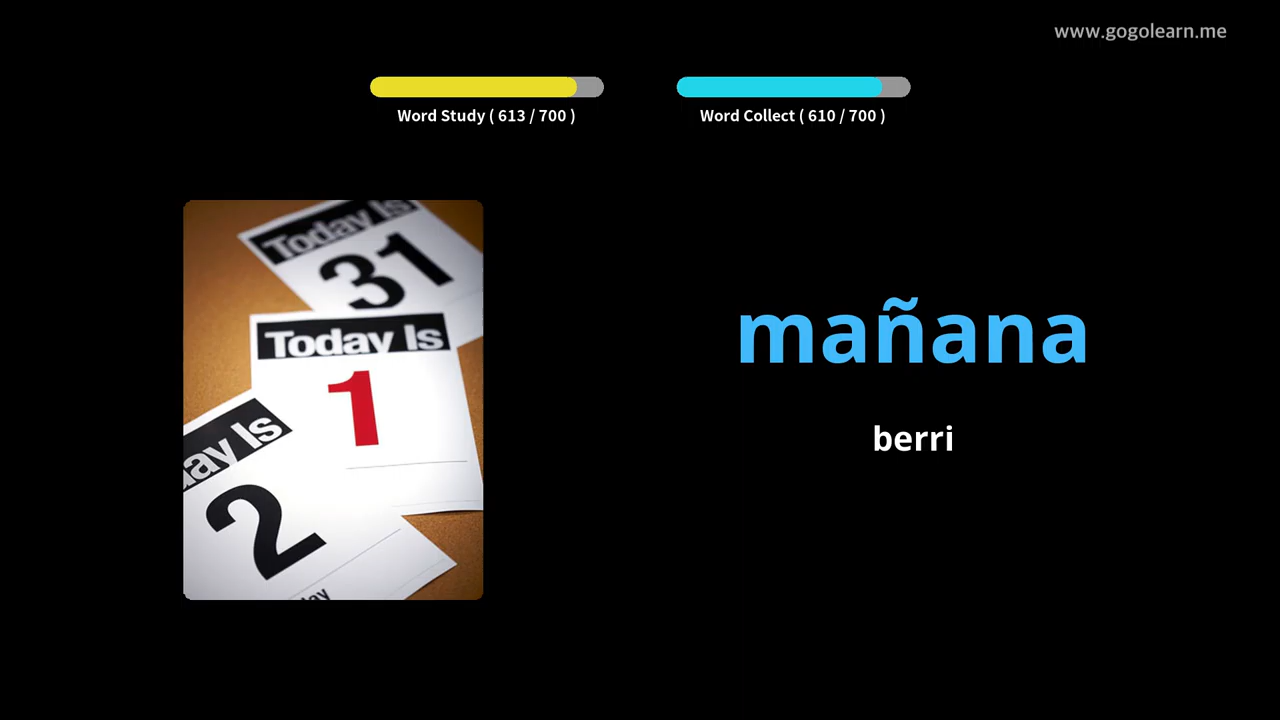 www.gogolearn.me
Word Study ( 613 / 700 )
Word Collect ( 610 / 700 )
Today Is
31
Today Is
1
day Is
2
mañana
berri